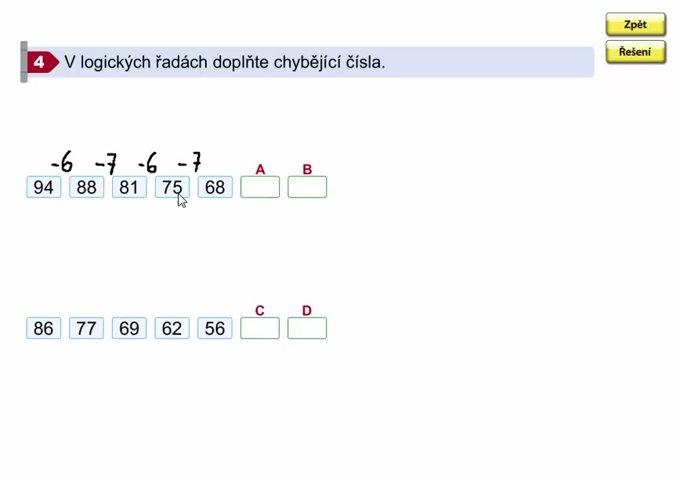 Zpět
4 V logických řadách doplňte chybějící čísla.
Řešení
-6 -7 -6 -7
A B
94 88 81 75 68
C D
86 77 69 62 56